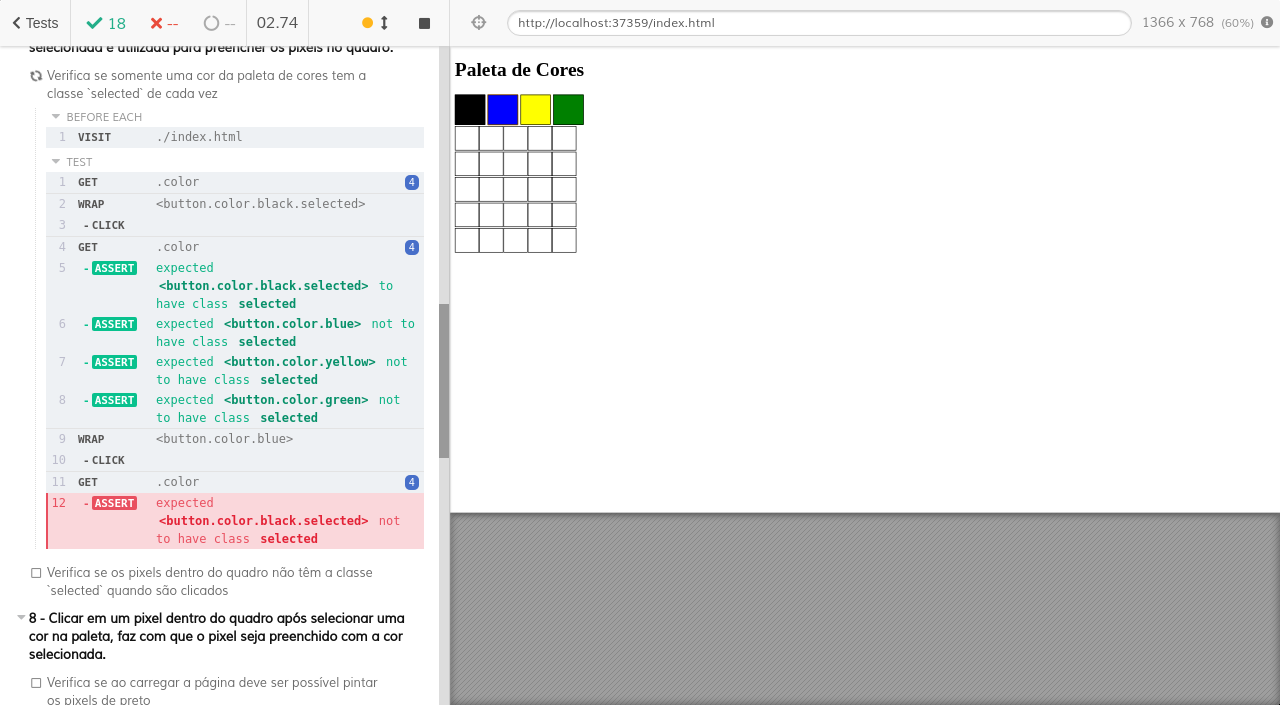 Tests 18 -- -- 02.74 http://localhost:37359/index.html 1366 x 768 (60%)
selecionada é utilizada para preencher os pixels no quadro.
Verifica se somente uma cor da paleta de cores tem a
classe `selected` de cada vez
BEFORE EACH
1 VISIT ./index.html
TEST
1 GET .color 4
2 WRAP <button.color.black.selected>
3 - CLICK
4 GET .color 4
5 - ASSERT expected
<button.color.black.selected> to
have class selected
6 - ASSERT expected <button.color.blue> not to
have class selected
7 - ASSERT expected <button.color.yellow> not
to have class selected
8 - ASSERT expected <button.color.green> not
to have class selected
9 WRAP <button.color.blue>
10 - CLICK
11 GET .color 4
12 - ASSERT expected
<button.color.black.selected> not
to have class selected
Verifica se os pixels dentro do quadro não têm a classe
`selected` quando são clicados
8 - Clicar em um pixel dentro do quadro após selecionar uma
cor na paleta, faz com que o pixel seja preenchido com a cor
selecionada.
Verifica se ao carregar a página deve ser possível pintar
os pixels de preto
Paleta de Cores